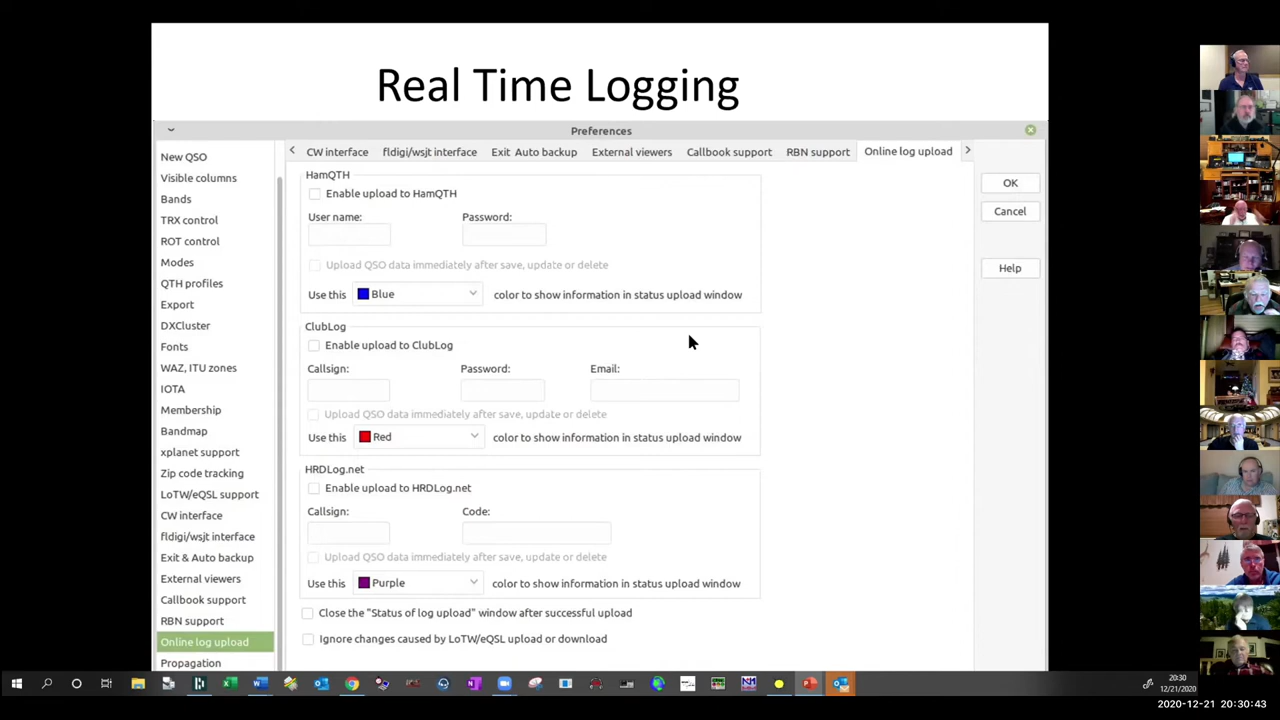 Real Time Logging
Preferences
New QSO
Visible columns
Bands
TRX control
ROT control
Modes
QTH profiles
Export
DXCluster
Fonts
WAZ, ITU zones
IOTA
Membership
Bandmap
xplanet support
Zip code tracking
LoTW/eQSL support
CW interface
fldigi/wsjt interface
Exit & Auto backup
External viewers
Callbook support
RBN support
Online log upload
Propagation
CW interface fldigi/wsjt interface Exit Auto backup External viewers Callbook support RBN support Online log upload
HamQTH
Enable upload to HamQTH
User name: Password:
Upload QSO data immediately after save, update or delete
Use this Blue color to show information in status upload window
ClubLog
Enable upload to ClubLog
Callsign: Password: Email:
Upload QSO data immediately after save, update or delete
Use this Red color to show information in status upload window
HRDLog.net
Enable upload to HRDLog.net
Callsign: Code:
Upload QSO data immediately after save, update or delete
Use this Purple color to show information in status upload window
Close the "Status of log upload" window after successful upload
Ignore changes caused by LoTW/eQSL upload or download
OK
Cancel
Help
20:30
12/21/2020
2020-12-21 20:30:43